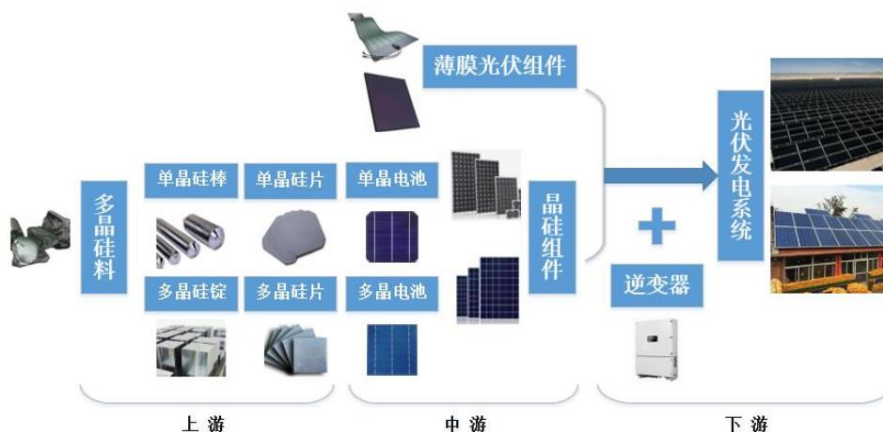 薄膜光伏组件
单晶硅棒
单晶硅片
单晶电池
多晶硅料
晶硅组件
光伏发电系统
多晶硅锭
多晶硅片
多晶电池
逆变器
上游
中游
下游